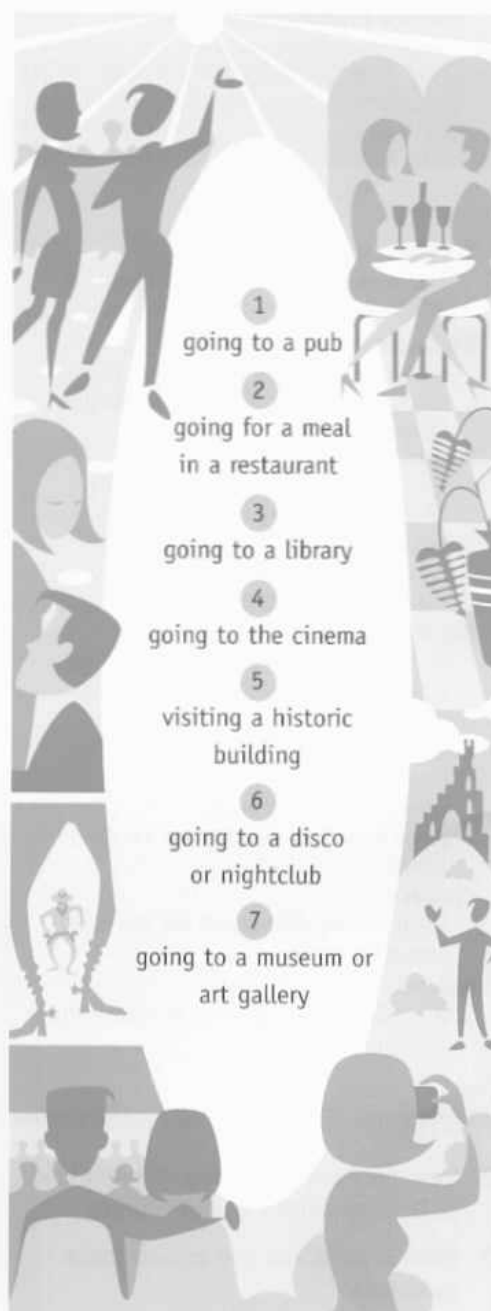 1
going to a pub
2
going for a meal
in a restaurant
3
going to a library
4
going to the cinema
5
visiting a historic
building
6
going to a disco
or nightclub
7
going to a museum or
art gallery